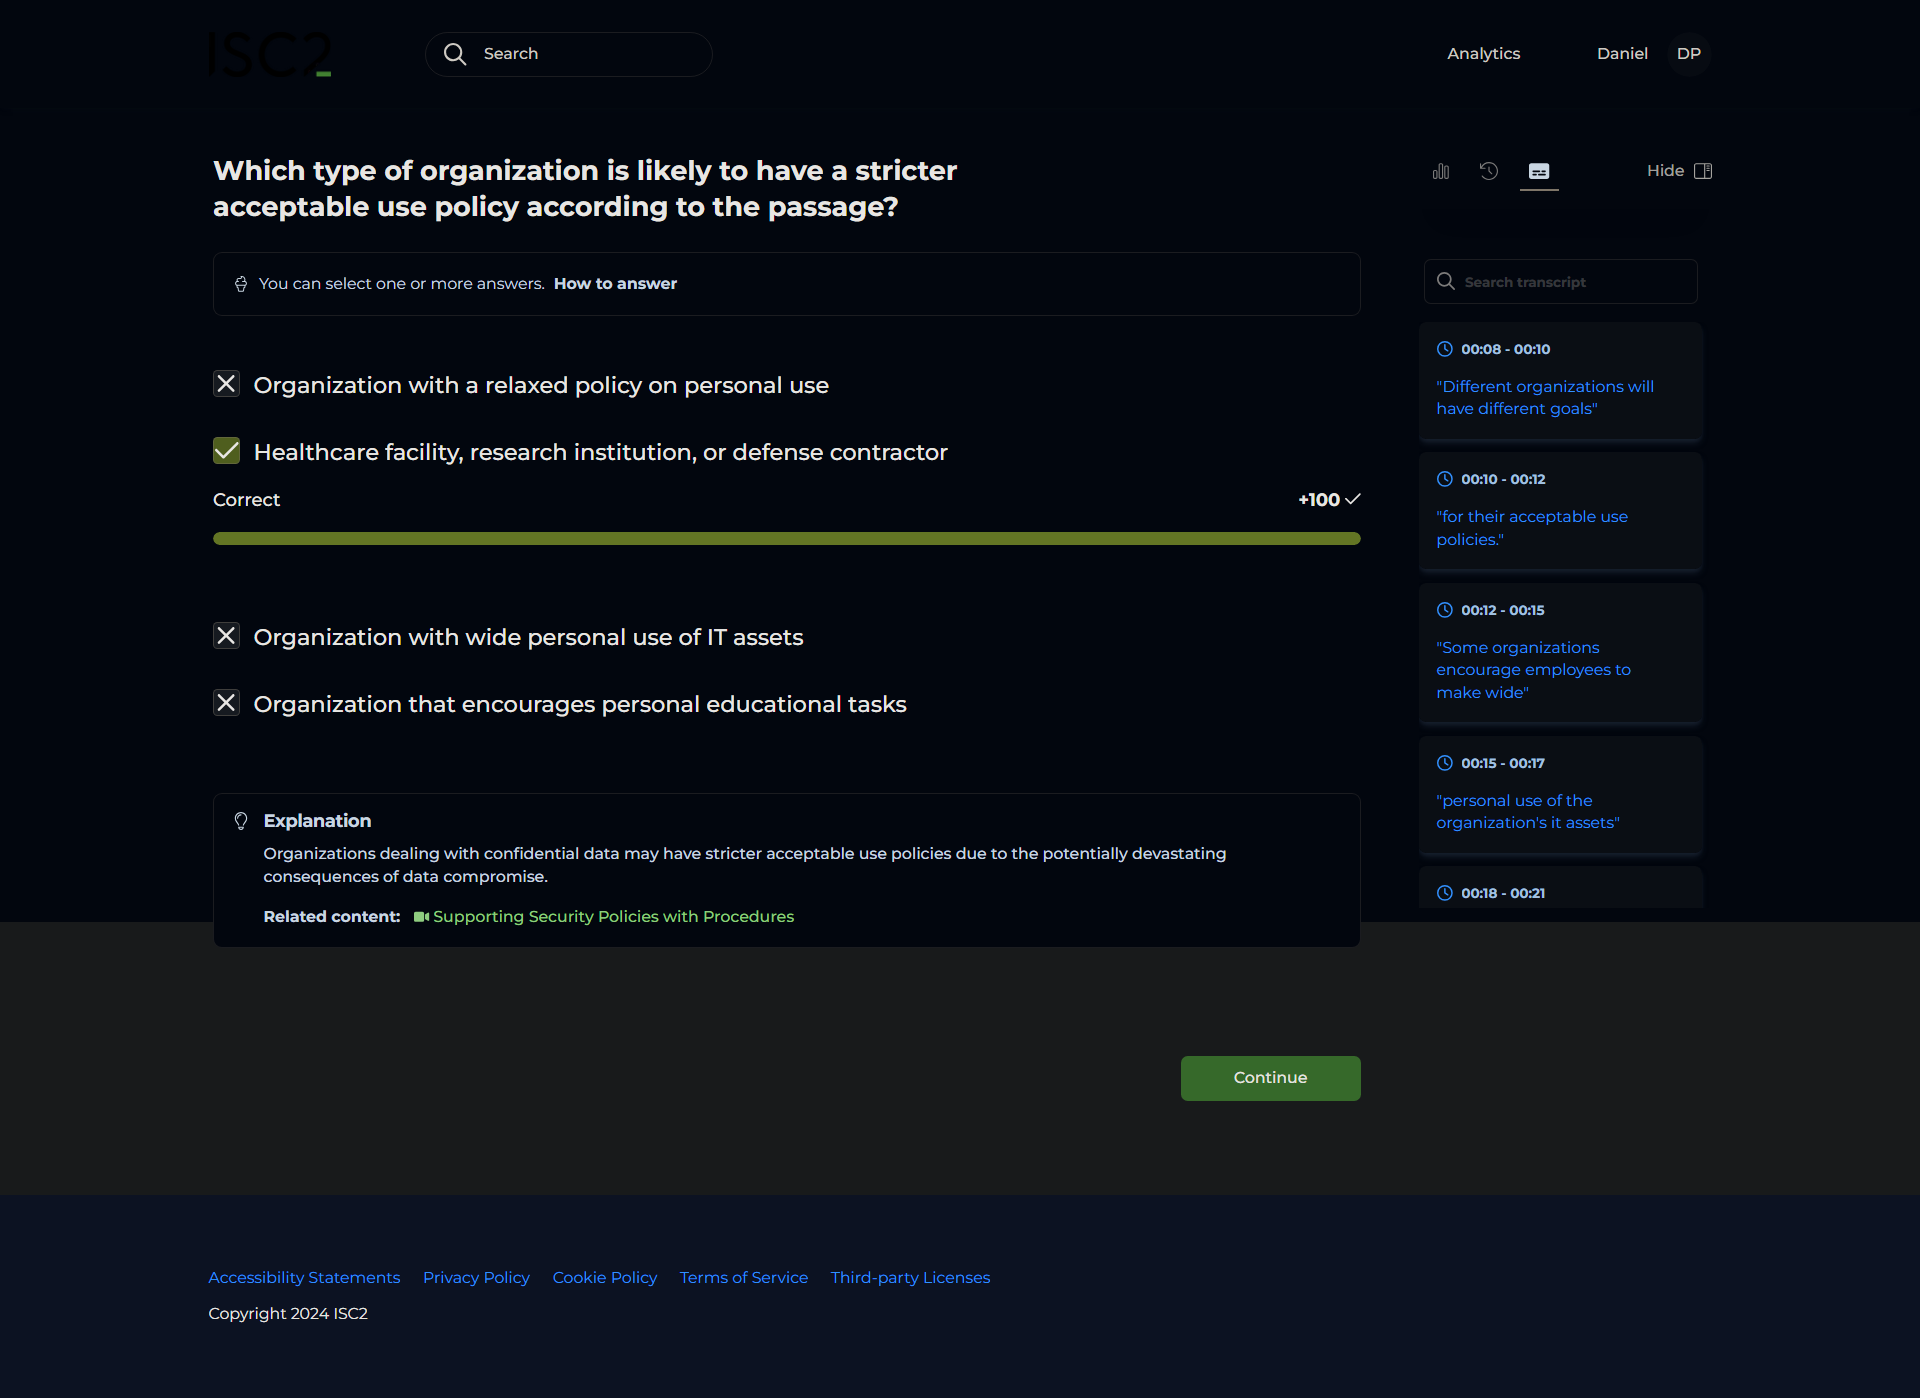 ISC2
Search
Analytics
Daniel
DP
Which type of organization is likely to have a stricter
acceptable use policy according to the passage?
You can select one or more answers. How to answer
Organization with a relaxed policy on personal use
Healthcare facility, research institution, or defense contractor
Correct
+100
Organization with wide personal use of IT assets
Organization that encourages personal educational tasks
Explanation
Organizations dealing with confidential data may have stricter acceptable use policies due to the potentially devastating
consequences of data compromise.
Related content: Supporting Security Policies with Procedures
Continue
Hide
Search transcript
00:08 - 00:10
"Different organizations will
have different goals"
00:10 - 00:12
"for their acceptable use
policies."
00:12 - 00:15
"Some organizations
encourage employees to
make wide"
00:15 - 00:17
"personal use of the
organization's it assets"
00:18 - 00:21
Accessibility Statements
Privacy Policy
Cookie Policy
Terms of Service
Third-party Licenses
Copyright 2024 ISC2